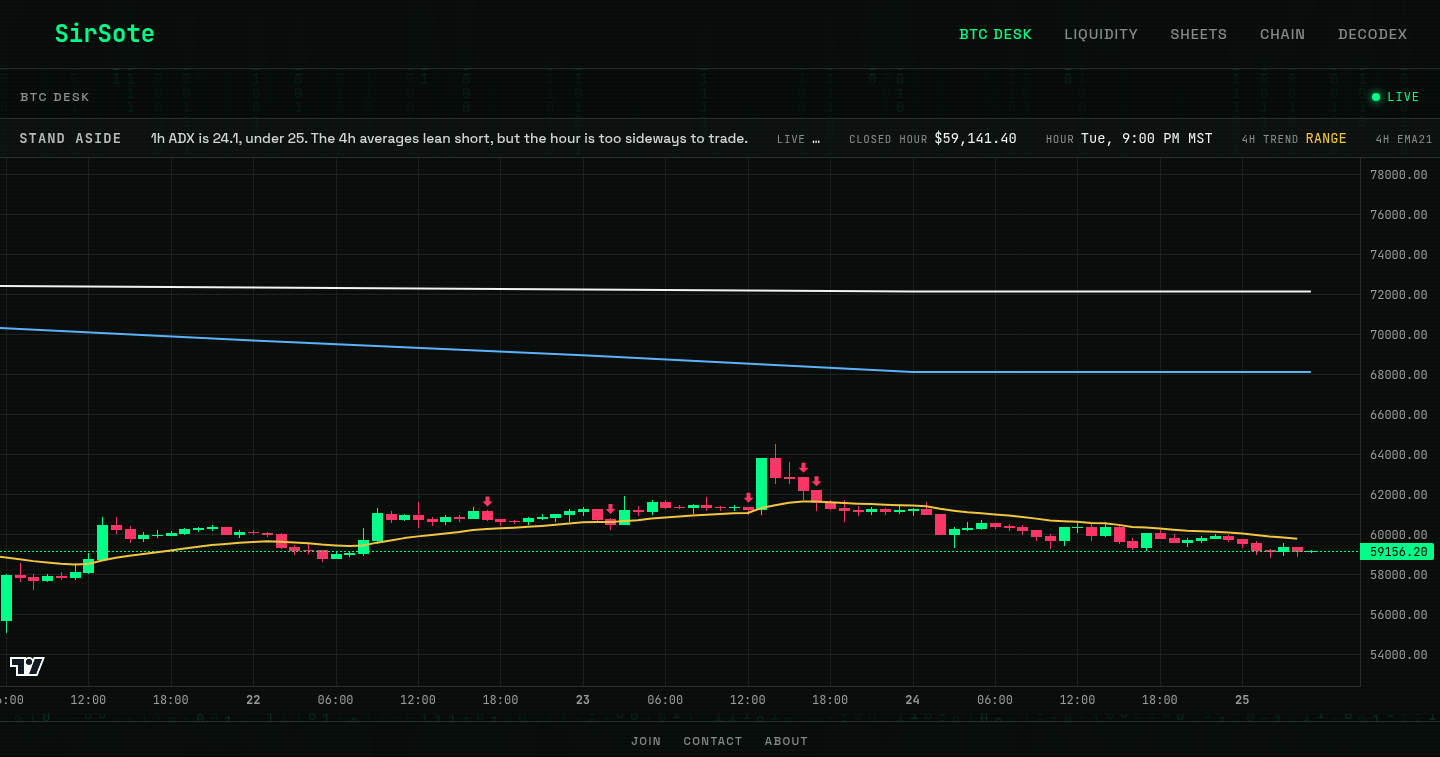 SirSote
BTC DESK LIQUIDITY SHEETS CHAIN DECODEX
BTC DESK
LIVE
STAND ASIDE 1h ADX is 24.1, under 25. The 4h averages lean short, but the hour is too sideways to trade. LIVE … CLOSED HOUR $59,141.40 HOUR Tue, 9:00 PM MST 4H TREND RANGE 4H EMA21
78000.00
76000.00
74000.00
72000.00
70000.00
68000.00
66000.00
64000.00
62000.00
60000.00
59156.20
58000.00
56000.00
54000.00
:00 12:00 18:00 22 06:00 12:00 18:00 23 06:00 12:00 18:00 24 06:00 12:00 18:00 25
JOIN CONTACT ABOUT